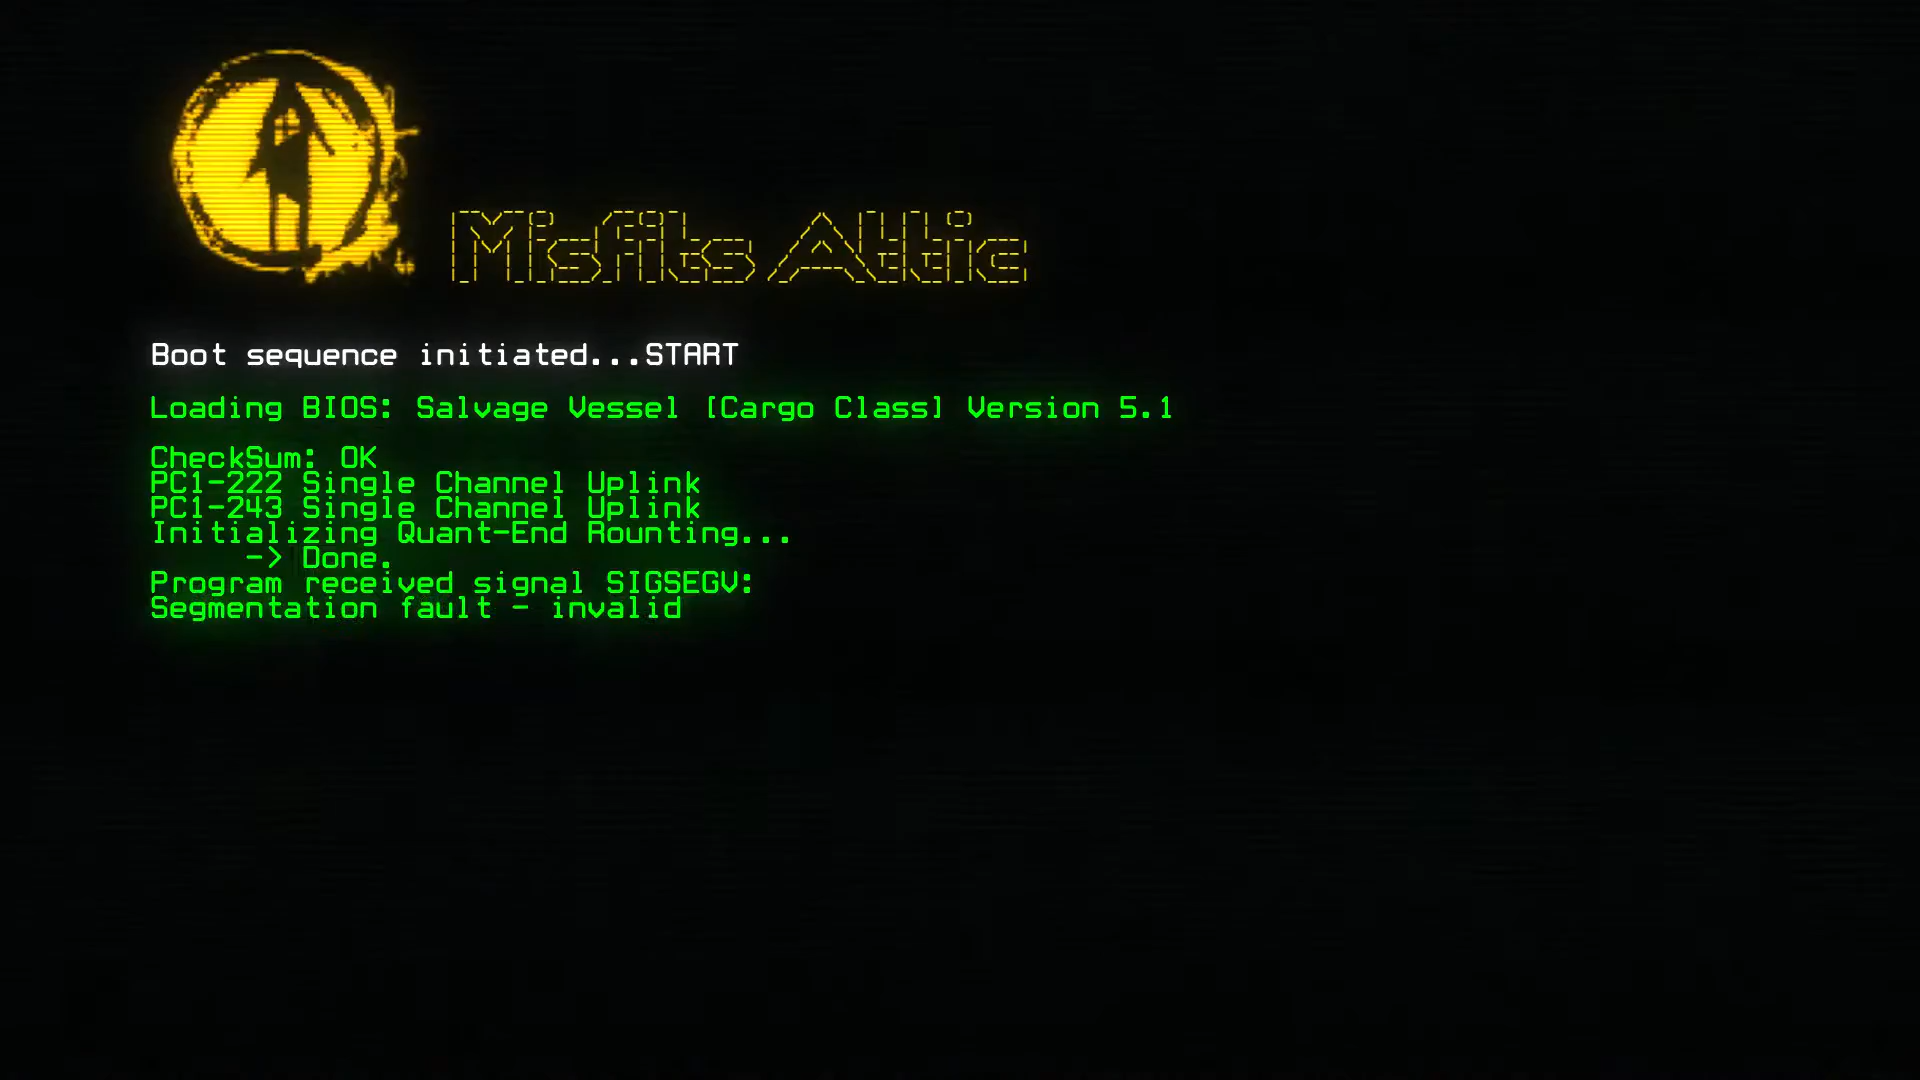 Misfits Attic
Boot sequence initiated...START
Loading BIOS: Salvage Vessel [Cargo Class] Version 5.1
CheckSum: OK
PC1-222 Single Channel Uplink
PC1-243 Single Channel Uplink
Initializing Quant-End Rounting...
-> Done.
Program received signal SIGSEGV:
Segmentation fault - invalid